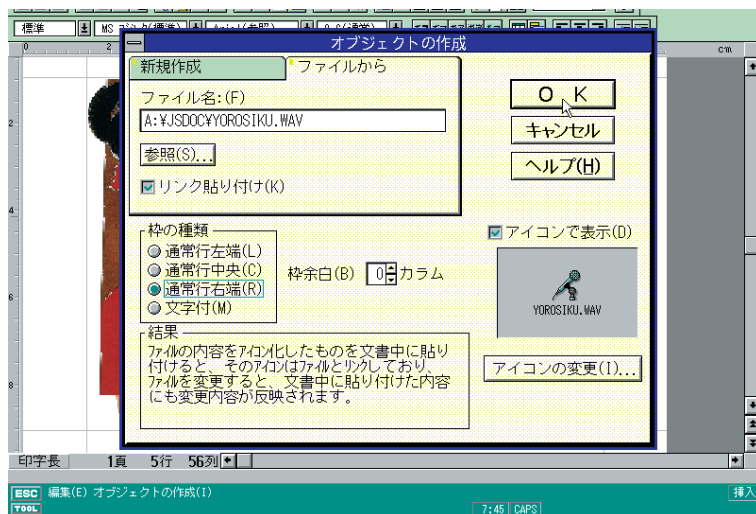 標準
0 2
cm
オブジェクトの作成
新規作成
ファイルから
ファイル名:(F)
A:¥JSDOC¥YOROSIKU.WAV
参照(S)...
リンク貼り付け(K)
OK
キャンセル
ヘルプ(H)
枠の種類
通常行左端(L)
通常行中央(C)
通常行右端(R)
文字付(M)
枠余白(B) 0 カラム
アイコンで表示(D)
YOROSIKU.WAV
アイコンの変更(I)...
結果
ファイルの内容をアイコン化したものを文書中に貼り
付けると、そのアイコンはファイルとリンクしており、
ファイルを変更すると、文書中に貼り付けた内容
にも変更内容が反映されます。
2
4
6
8
印字長 1頁 5行 56列
ESC 編集(E) オブジェクトの作成(I) 挿入
TOOL 7:45 CAPS